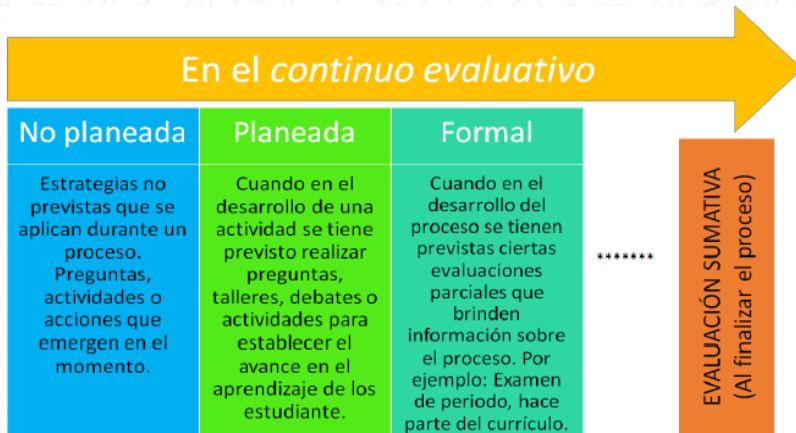 En el continuo evaluativo
No planeada
Estrategias no
previstas que se
aplican durante un
proceso.
Preguntas,
actividades o
acciones que
emergen en el
momento.
Planeada
Cuando en el
desarrollo de una
actividad se tiene
previsto realizar
preguntas,
talleres, debates o
actividades para
establecer el
avance en el
aprendizaje de los
estudiante.
Formal
Cuando en el
desarrollo del
proceso se tienen
previstas ciertas
evaluaciones
parciales que
brinden
información sobre
el proceso. Por
ejemplo: Examen
de periodo, hace
parte del currículo.
*******
EVALUACIÓN SUMATIVA
(Al finalizar el proceso)